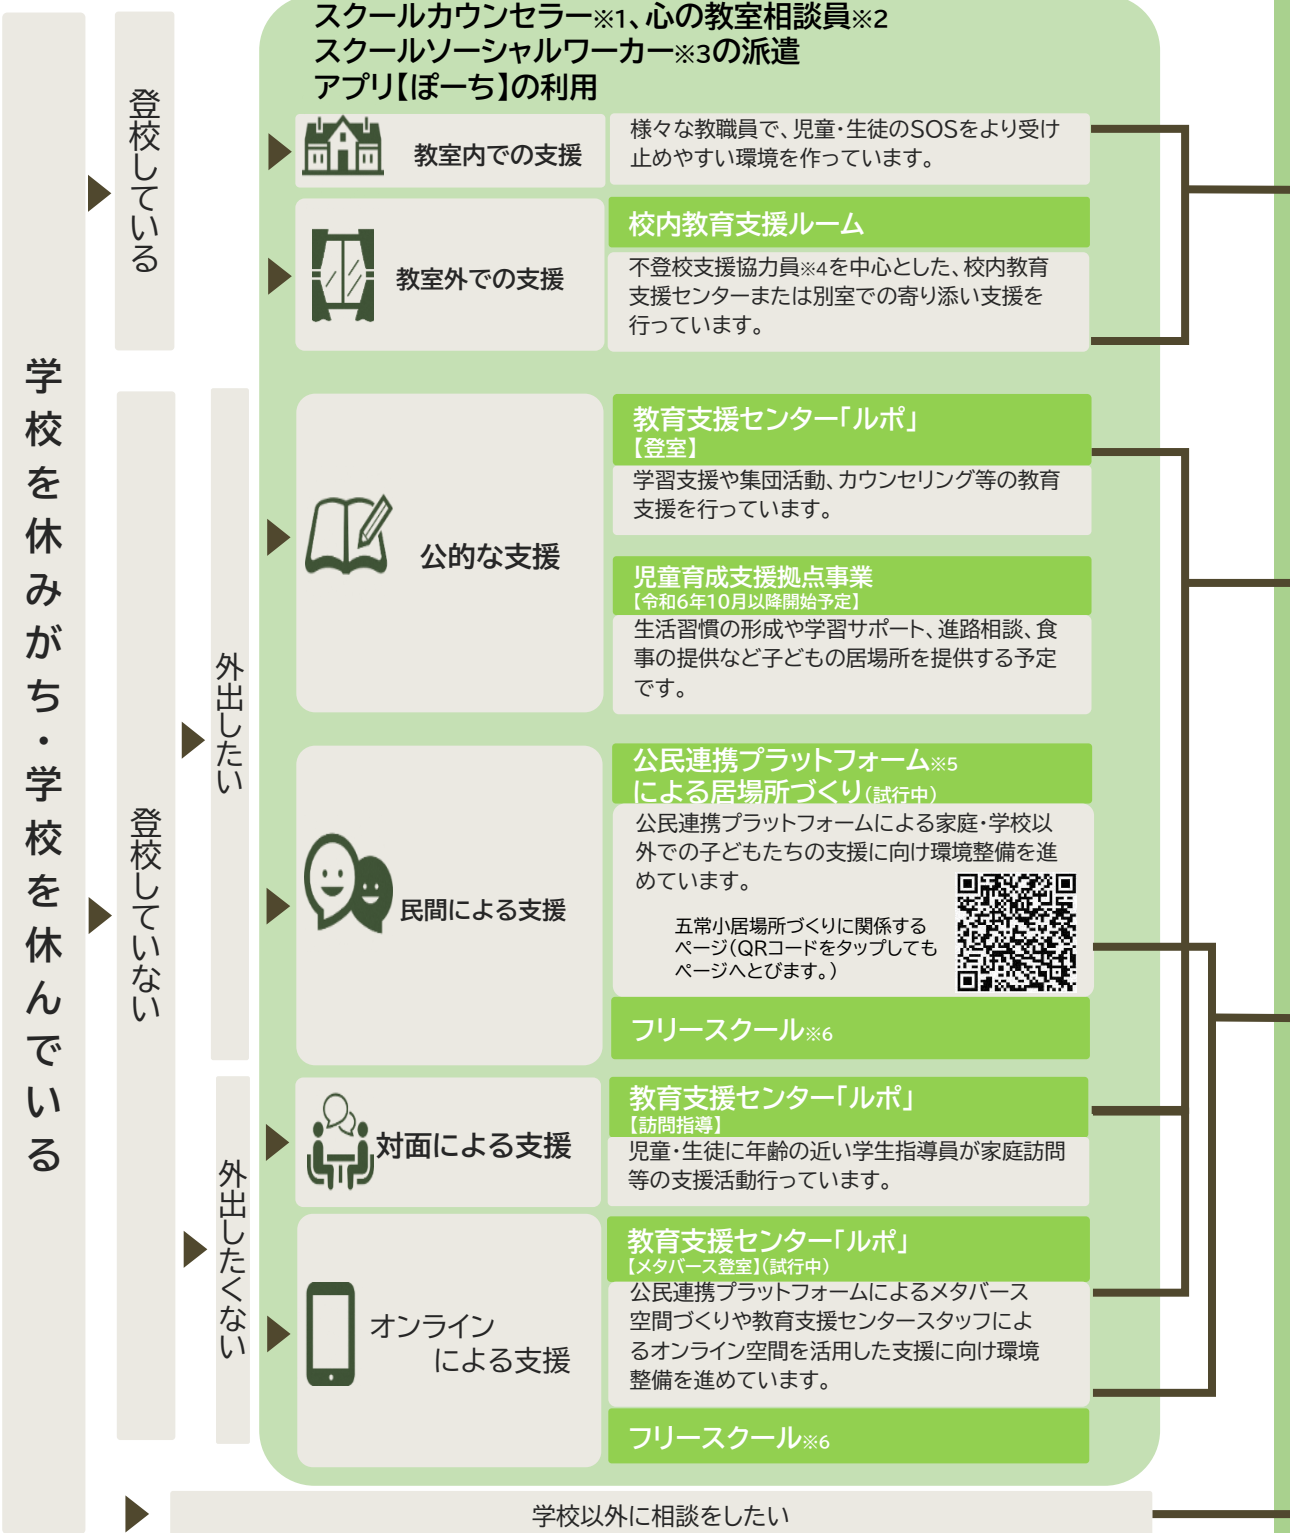 学校を休みがち・学校を休んでいる
登校している
スクールカウンセラー※1、心の教室相談員※2
スクールソーシャルワーカー※3の派遣
アプリ【ぽーち】の利用
教室内での支援
様々な教職員で、児童・生徒のSOSをより受け
止めやすい環境を作っています。
教室外での支援
校内教育支援ルーム
不登校支援協力員※4を中心とした、校内教育
支援センターまたは別室での寄り添い支援を
行っています。
登校していない
外出したい
公的な支援
教育支援センター「ルポ」
【登室】
学習支援や集団活動、カウンセリング等の教育
支援を行っています。
児童育成支援拠点事業
【令和6年10月以降開始予定】
生活習慣の形成や学習サポート、進路相談、食
事の提供など子どもの居場所を提供する予定
です。
民間による支援
公民連携プラットフォーム※5
による居場所づくり(試行中)
公民連携プラットフォームによる家庭・学校以
外での子どもたちの支援に向け環境整備を進
めています。
五常小居場所づくりに関係する
ページ(QRコードをタップしても
ページへとびます。)
フリースクール※6
外出したくない
対面による支援
教育支援センター「ルポ」
【訪問指導】
児童・生徒に年齢の近い学生指導員が家庭訪問
等の支援活動行っています。
オンライン
による支援
教育支援センター「ルポ」
【メタバース登室】(試行中)
公民連携プラットフォームによるメタバース
空間づくりや教育支援センタースタッフによ
るオンライン空間を活用した支援に向け環境
整備を進めています。
フリースクール※6
学校以外に相談をしたい